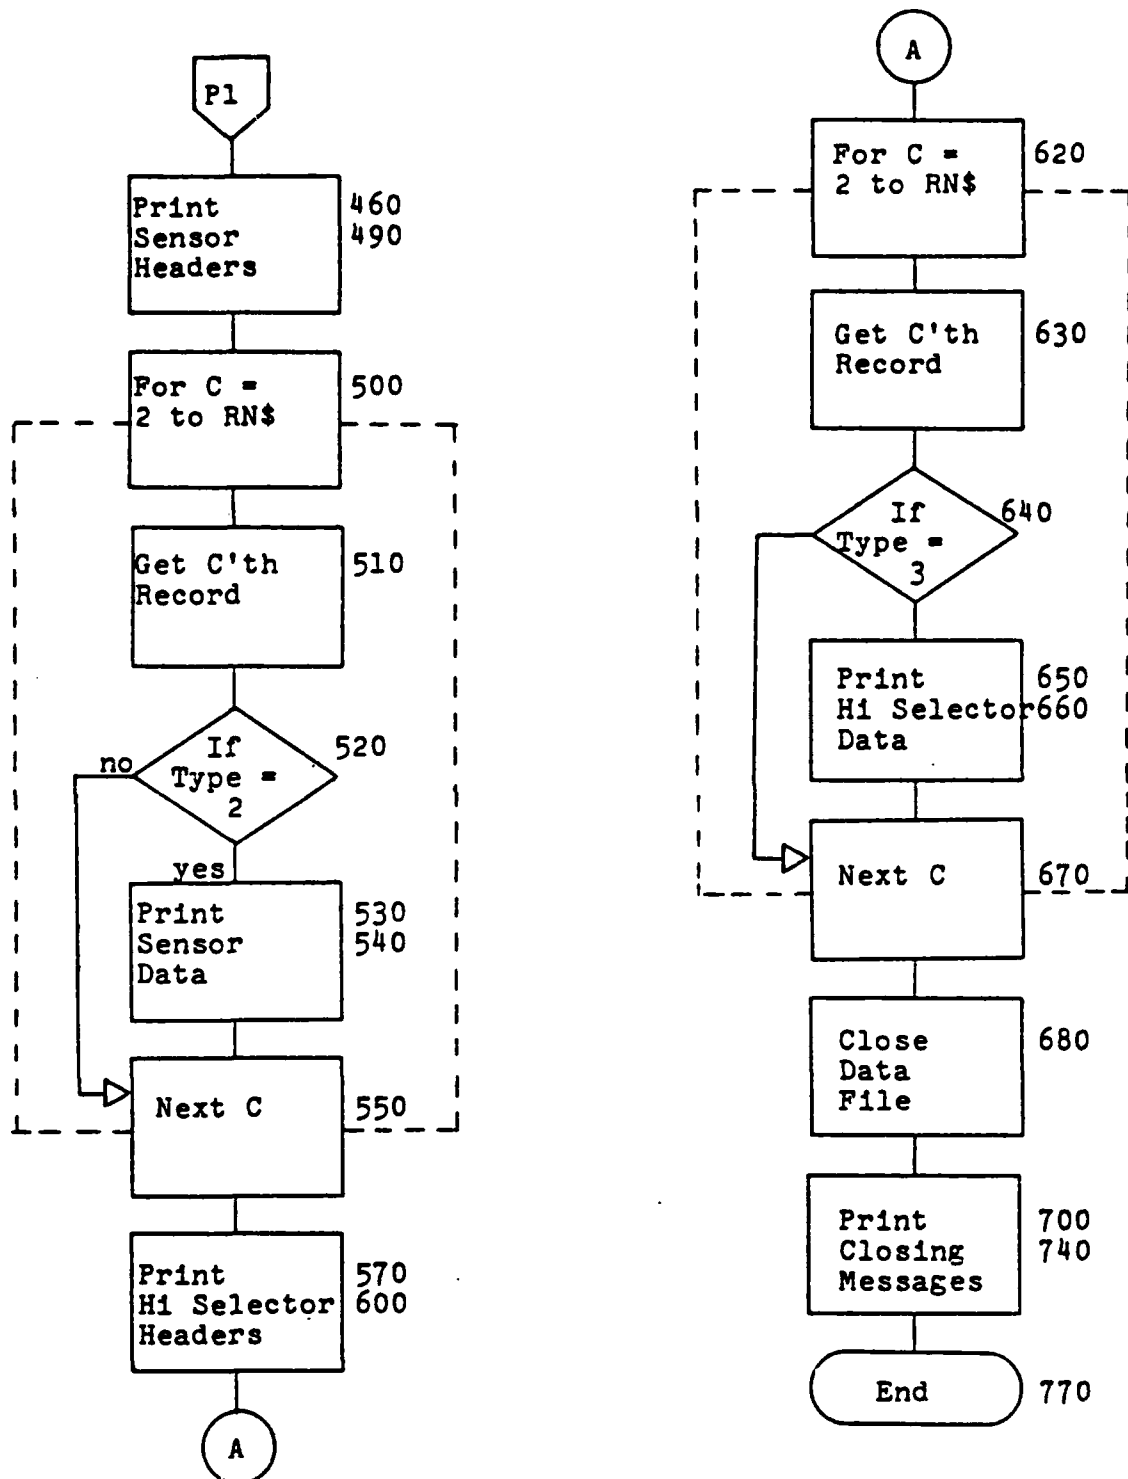 P1
Print
Sensor
Headers
460
490
For C =
2 to RN$
500
Get C'th
Record
510
If
Type =
2
520
no
yes
Print
Sensor
Data
530
540
Next C
550
Print
Hi Selector
Headers
570
600
A
A
For C =
2 to RN$
620
Get C'th
Record
630
If
Type =
3
640
Print
Hi Selector
Data
650
660
Next C
670
Close
Data
File
680
Print
Closing
Messages
700
740
End
770